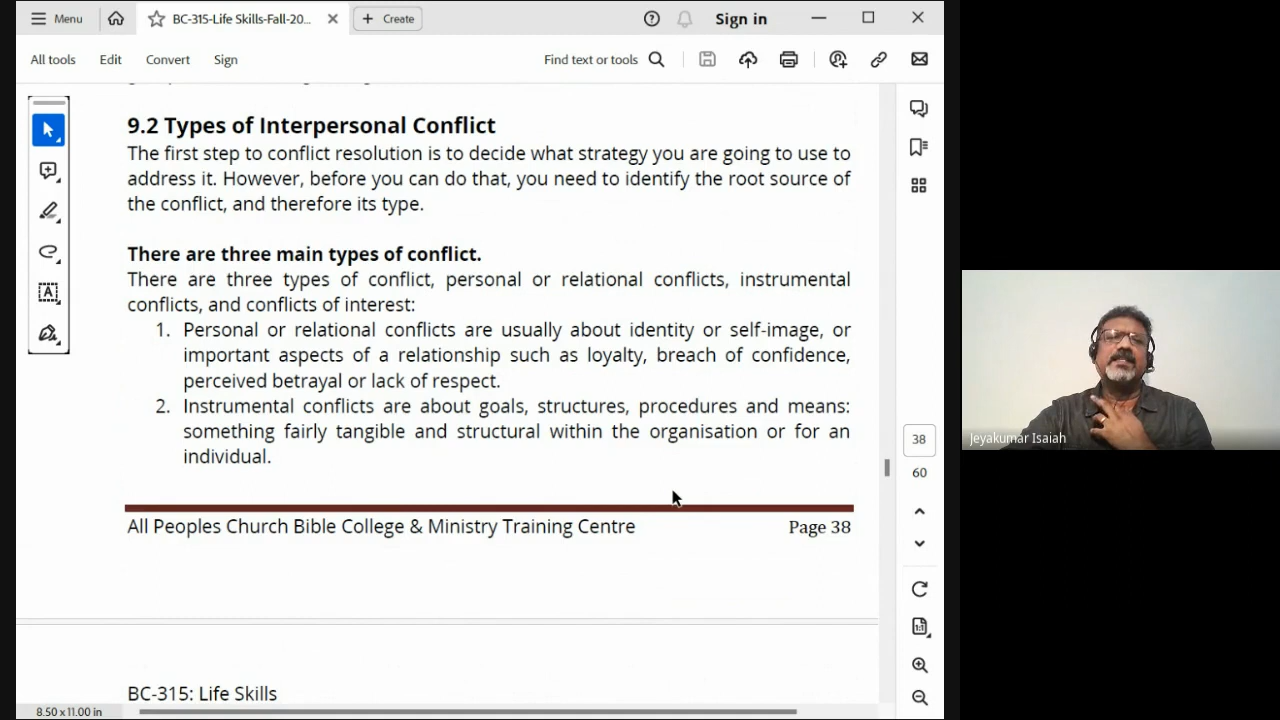 Menu
BC-315-Life Skills-Fall-20...
Create
Sign in
All tools
Edit
Convert
Sign
Find text or tools
9.2 Types of Interpersonal Conflict
The first step to conflict resolution is to decide what strategy you are going to use to
address it. However, before you can do that, you need to identify the root source of
the conflict, and therefore its type.
There are three main types of conflict.
There are three types of conflict, personal or relational conflicts, instrumental
conflicts, and conflicts of interest:
1. Personal or relational conflicts are usually about identity or self-image, or
important aspects of a relationship such as loyalty, breach of confidence,
perceived betrayal or lack of respect.
2. Instrumental conflicts are about goals, structures, procedures and means:
something fairly tangible and structural within the organisation or for an
individual.
All Peoples Church Bible College & Ministry Training Centre Page 38
BC-315: Life Skills
8.50 x 11.00 in
38
60
Jeyakumar Isaiah